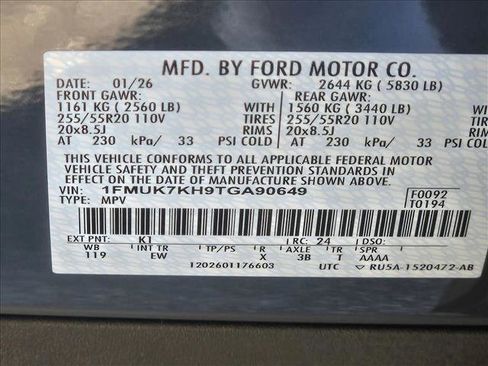 MFD. BY FORD MOTOR CO.
DATE: 01/26 GVWR: 2644 KG ( 5830 LB)
FRONT GAWR: REAR GAWR:
1161 KG ( 2560 LB) WITH 1560 KG ( 3440 LB) WITH
255/55R20 110V TIRES 255/55R20 110V TIRES
20x8.5J RIMS 20x8.5J RIMS
AT 230 kPa/ 33 PSI COLD AT 230 kPa/ 33 PSI COLD
THIS VEHICLE CONFORMS TO ALL APPLICABLE FEDERAL MOTOR
VEHICLE SAFETY AND THEFT PREVENTION STANDARDS
IN EFFECT ON THE DATE OF MANUFACTURE SHOWN ABOVE.
VIN: 1FMUK7KH9TGA90649 F0092
TYPE: MPV T0194
EXT PNT: K1 RC: 24 DSO:
WB INT TR TP/PS R AXLE TR SPR
119 EW X 3B T AAAA
1202601176603 UTC ▽ RU5A-1520472-AB